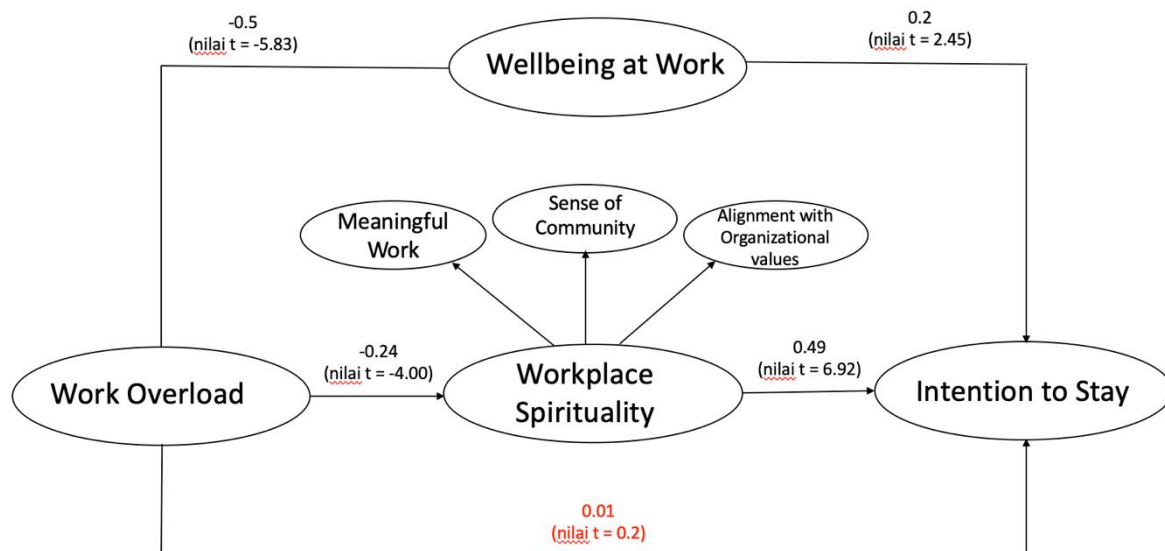 -0.5
(nilai t = -5.83)
0.2
(nilai t = 2.45)
Wellbeing at Work
Meaningful
Work
Sense of
Community
Alignment with
Organizational
values
Work Overload
-0.24
(nilai t = -4.00)
Workplace
Spirituality
0.49
(nilai t = 6.92)
Intention to Stay
0.01
(nilai t = 0.2)